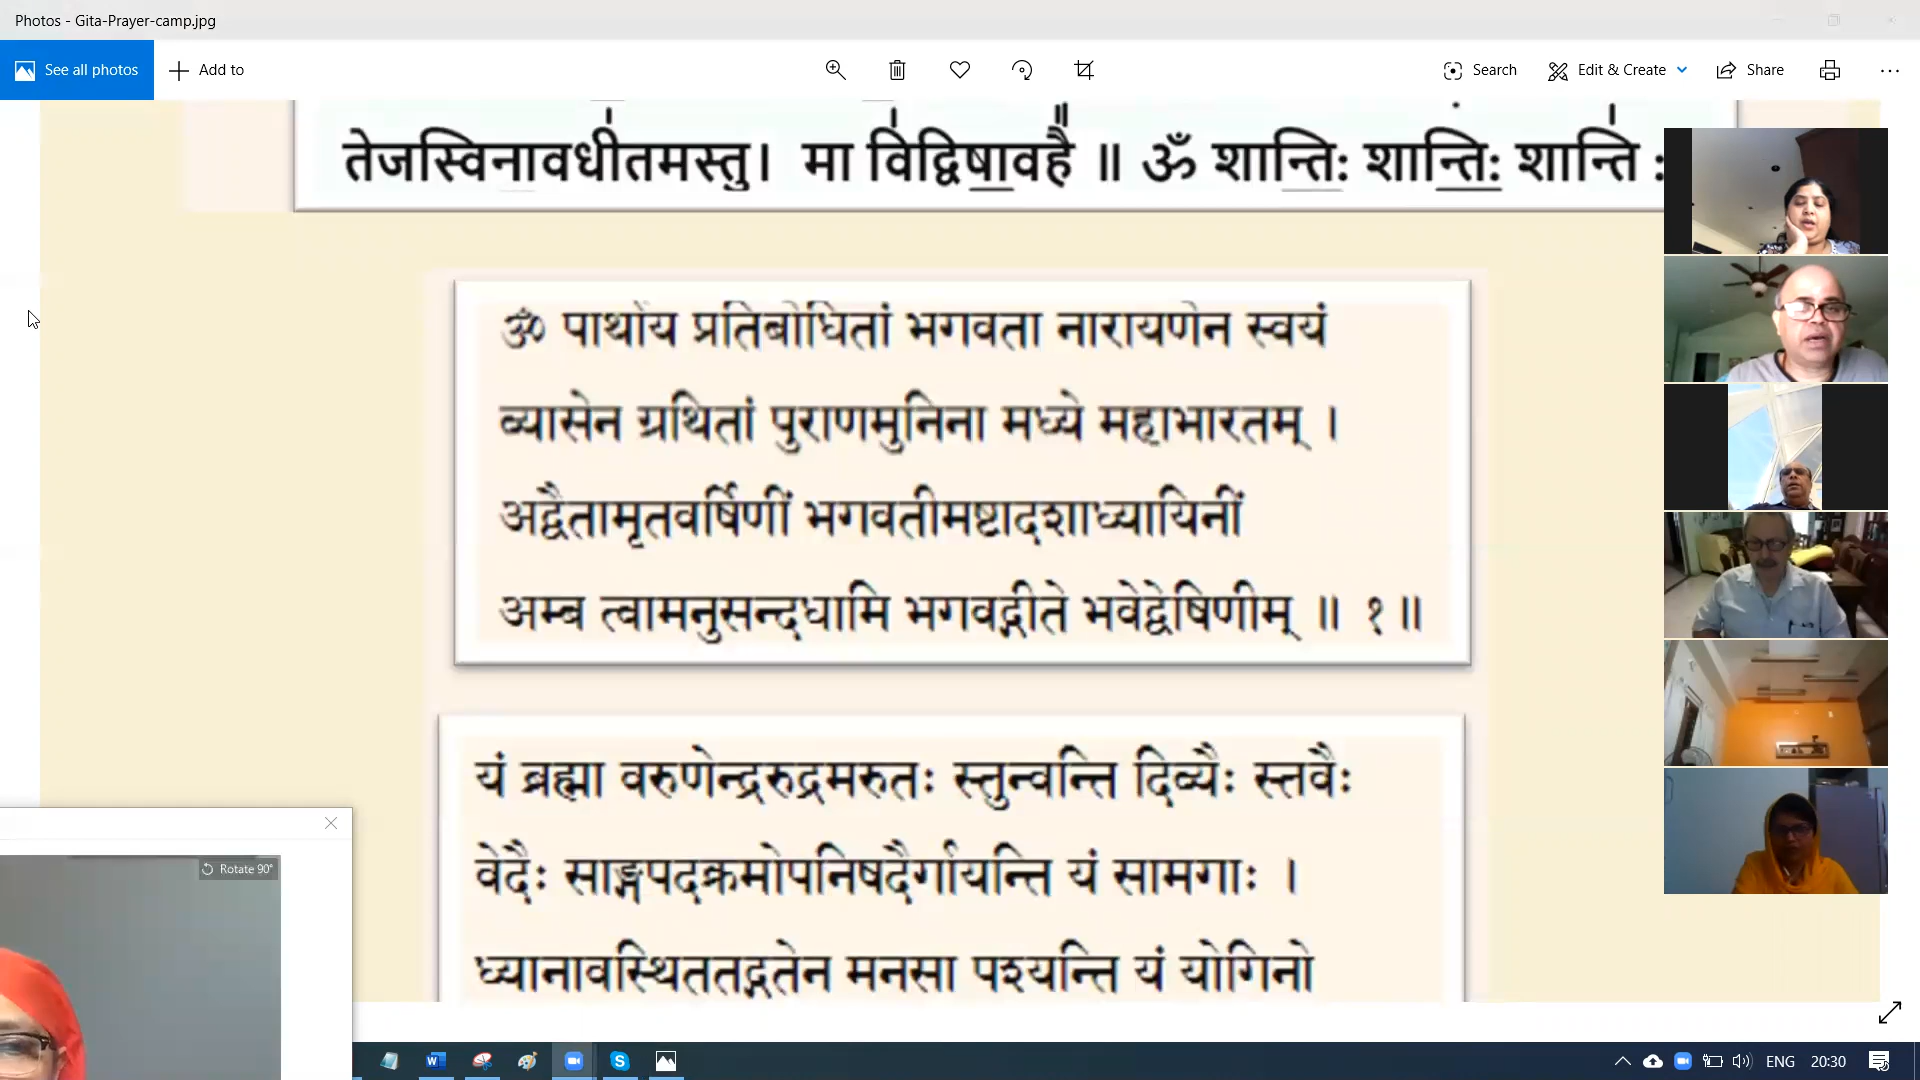 Photos - Gita-Prayer-camp.jpg
See all photos
Add to
Search
Edit & Create
Share
तेजस्विनावधीतमस्तु। मा विद्विषावहै ॥ ॐ शान्तिः शान्तिः शान्ति :
ॐ पार्थाय प्रतिबोधितां भगवता नारायणेन स्वयं
व्यासेन ग्रथितां पुराणमुनिना मध्ये महाभारतम् ।
अद्वैतामृतवर्षिणीं भगवतीमष्टादशाध्यायिनीं
अम्ब त्वामनुसन्दधामि भगवद्गीते भवेद्वेषिणीम् ॥ १॥
यं ब्रह्मा वरुणेन्द्ररुद्रमरुतः स्तुन्वन्ति दिव्यैः स्तवैः
वेदैः साङ्गपदक्रमोपनिषदैर्गायन्ति यं सामगाः ।
ध्यानावस्थिततद्गतेन मनसा पश्यन्ति यं योगिनो
Rotate 90°
ENG
20:30